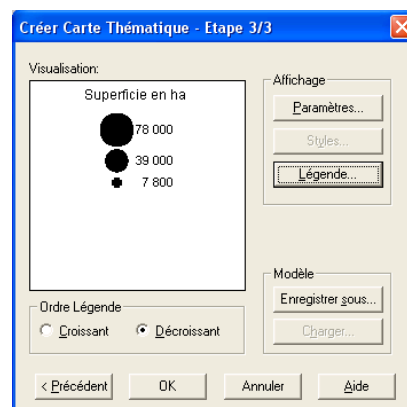 Créer Carte Thématique - Etape 3/3
Visualisation:
Superficie en ha
78 000
39 000
7 800
Affichage
Paramètres...
Styles...
Légende...
Modèle
Enregistrer sous...
Charger...
Ordre Légende
Croissant
Décroissant
< Précédent
OK
Annuler
Aide